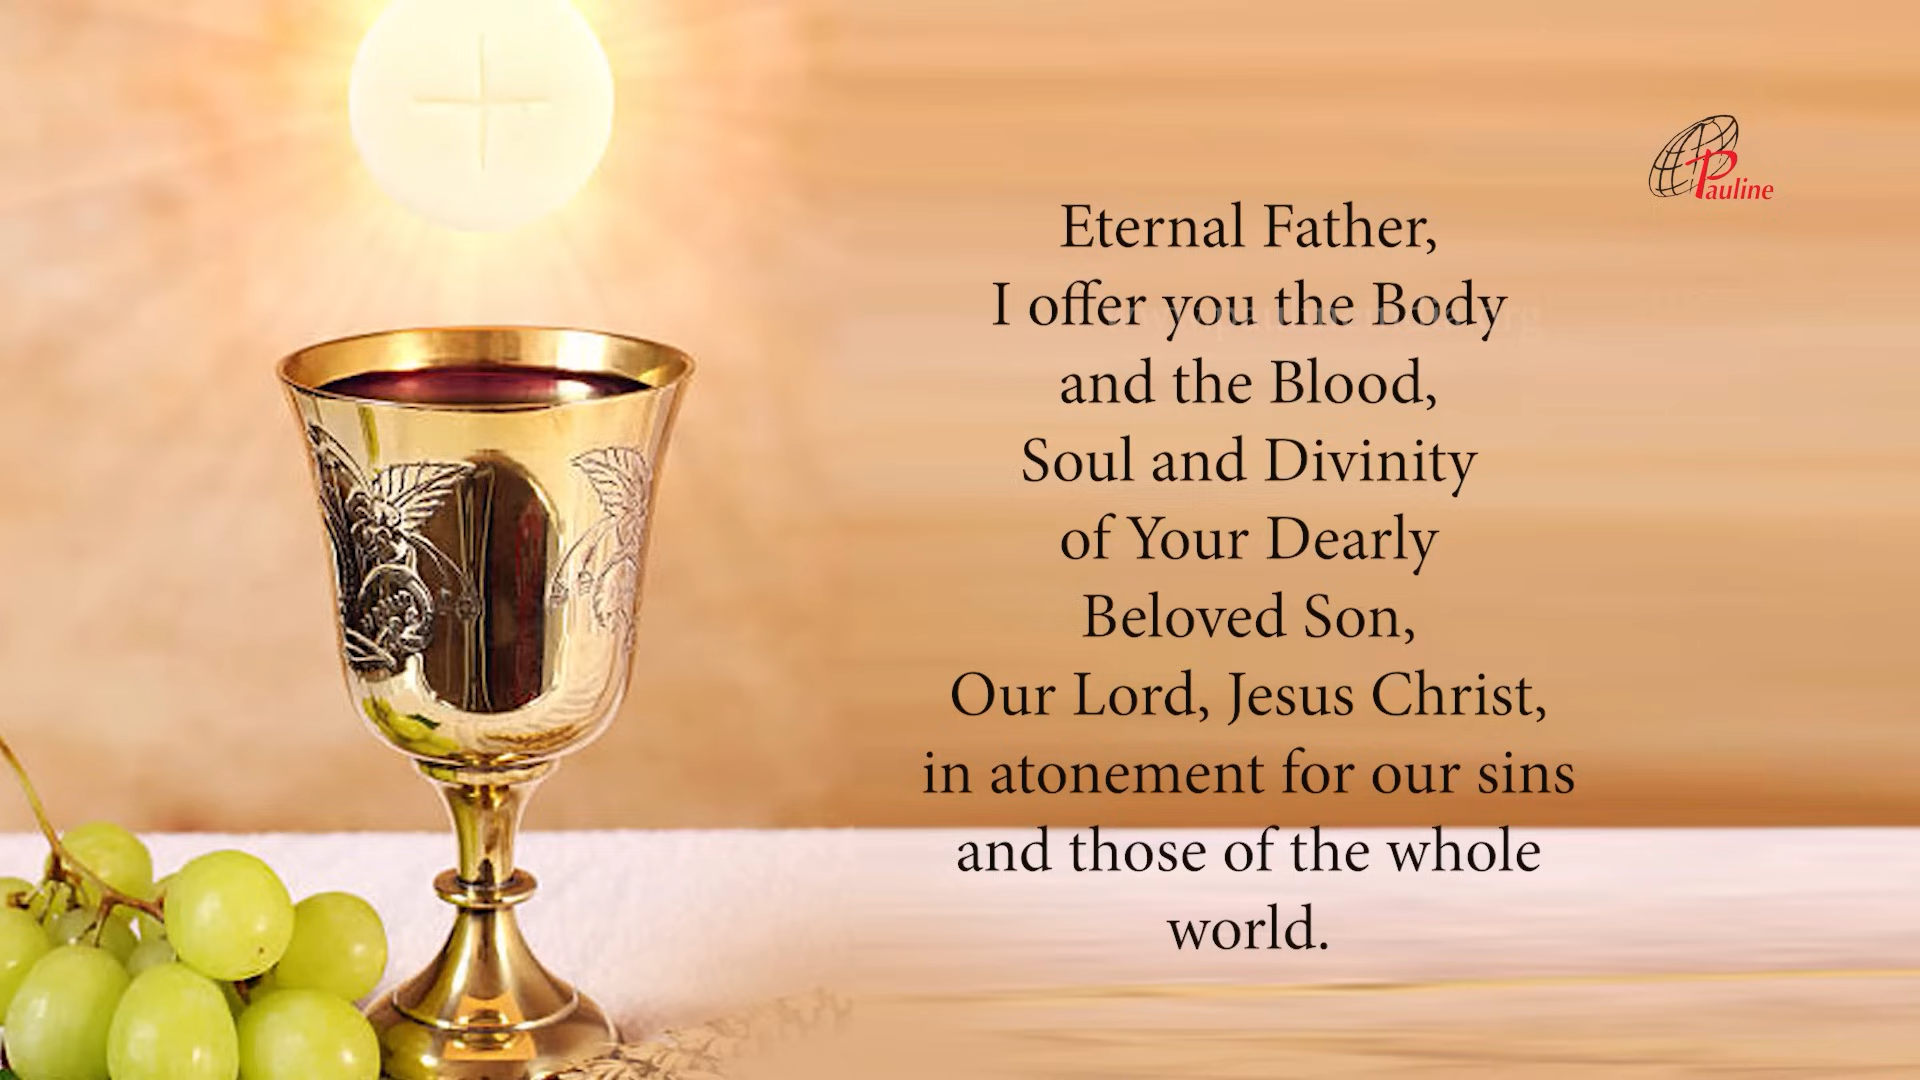 Pauline
Eternal Father,
I offer you the Body
and the Blood,
Soul and Divinity
of Your Dearly
Beloved Son,
Our Lord, Jesus Christ,
in atonement for our sins
and those of the whole
world.